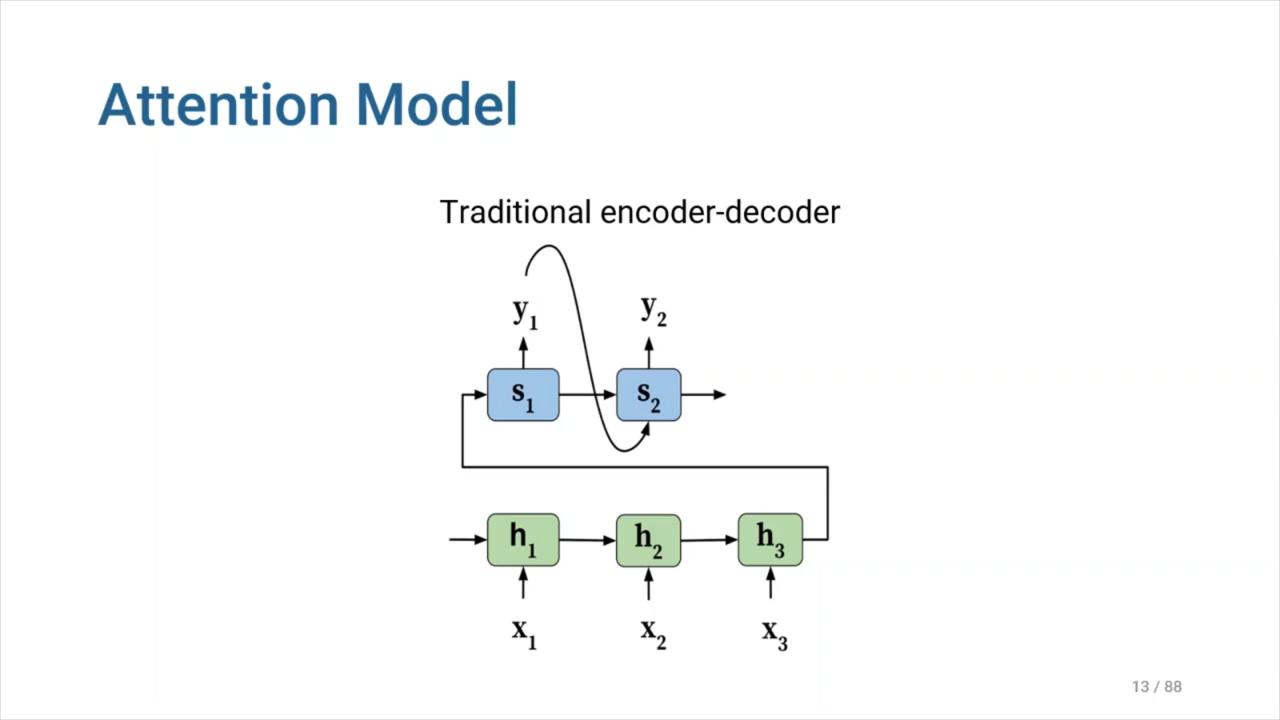 Attention Model
Traditional encoder-decoder
y1 y2
s1 s2
h1 h2 h3
x1 x2 x3
13 / 88